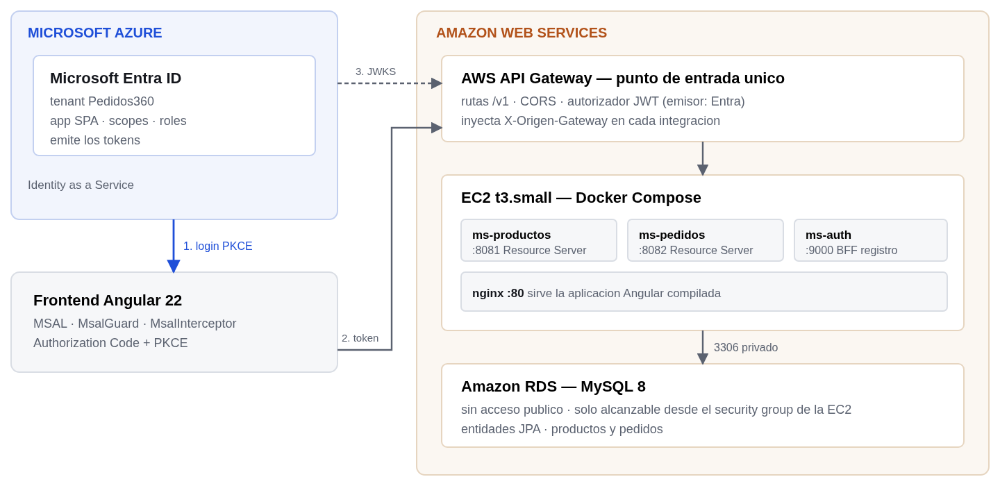 MICROSOFT AZURE
Microsoft Entra ID
tenant Pedidos360
app SPA · scopes · roles
emite los tokens
Identity as a Service
1. login PKCE
Frontend Angular 22
MSAL · MsalGuard · MsalInterceptor
Authorization Code + PKCE
2. token
3. JWKS
AMAZON WEB SERVICES
AWS API Gateway — punto de entrada unico
rutas /v1 · CORS · autorizador JWT (emisor: Entra)
inyecta X-Origen-Gateway en cada integracion
EC2 t3.small — Docker Compose
ms-productos
:8081 Resource Server
ms-pedidos
:8082 Resource Server
ms-auth
:9000 BFF registro
nginx :80 sirve la aplicacion Angular compilada
3306 privado
Amazon RDS — MySQL 8
sin acceso publico · solo alcanzable desde el security group de la EC2
entidades JPA · productos y pedidos